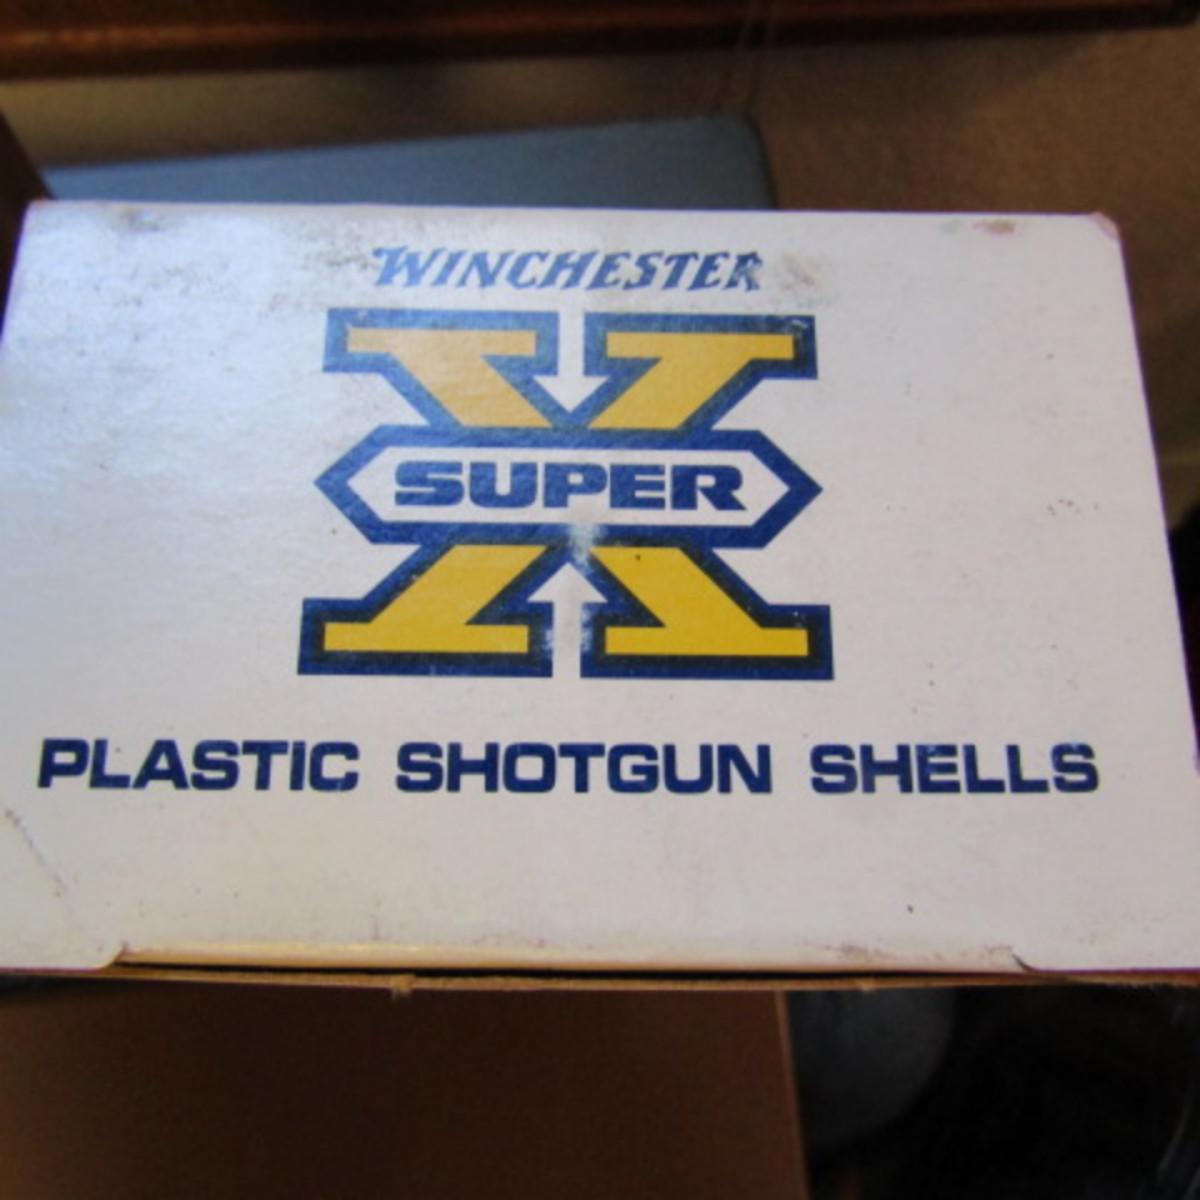 WINCHESTER
X
SUPER
PLASTIC SHOTGUN SHELLS